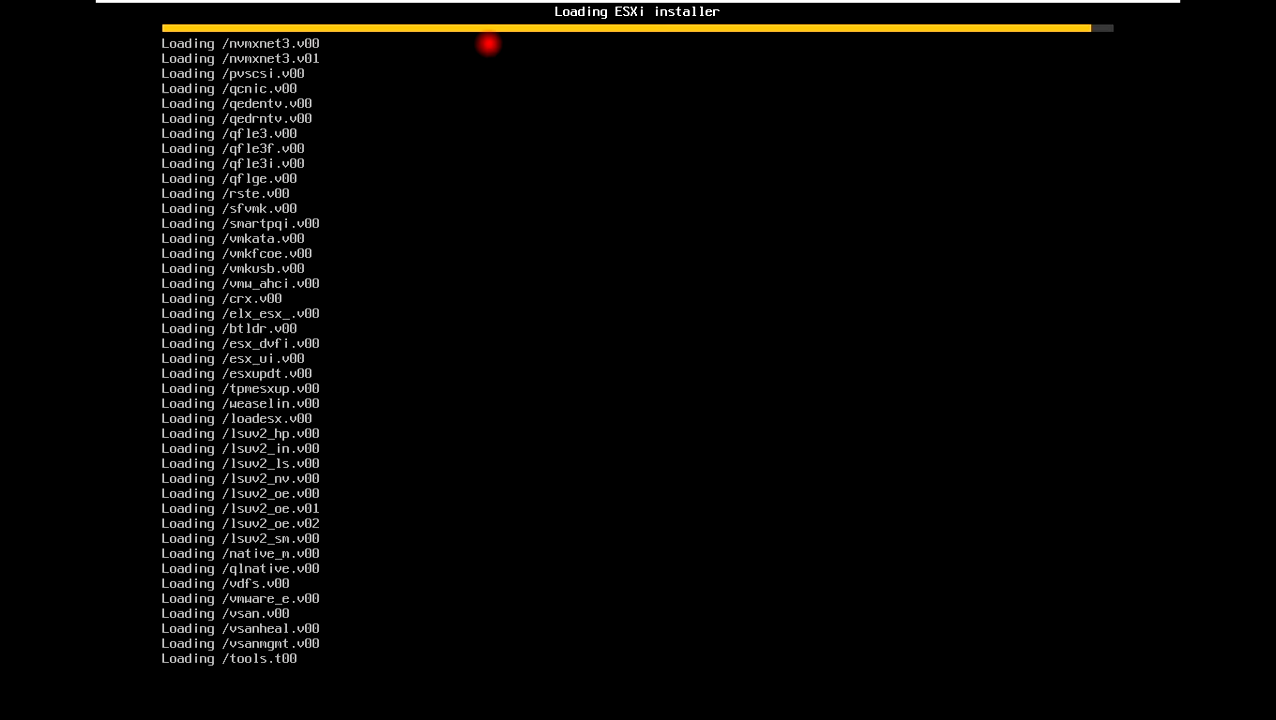 Loading ESXi installer
Loading /nvmxnet3.v00
Loading /nvmxnet3.v01
Loading /pvscsi.v00
Loading /qcnic.v00
Loading /qedentv.v00
Loading /qedrntv.v00
Loading /qfle3.v00
Loading /qfle3f.v00
Loading /qfle3i.v00
Loading /qflge.v00
Loading /rste.v00
Loading /sfvmk.v00
Loading /smartpqi.v00
Loading /vmkata.v00
Loading /vmkfcoe.v00
Loading /vmkusb.v00
Loading /vmw_ahci.v00
Loading /crx.v00
Loading /elx_esx_.v00
Loading /btldr.v00
Loading /esx_dvfi.v00
Loading /esx_ui.v00
Loading /esxupdt.v00
Loading /tpmesxup.v00
Loading /weaselin.v00
Loading /loadesx.v00
Loading /lsuv2_hp.v00
Loading /lsuv2_in.v00
Loading /lsuv2_ls.v00
Loading /lsuv2_nv.v00
Loading /lsuv2_oe.v00
Loading /lsuv2_oe.v01
Loading /lsuv2_oe.v02
Loading /lsuv2_sm.v00
Loading /native_m.v00
Loading /qlnative.v00
Loading /vdfs.v00
Loading /vmware_e.v00
Loading /vsan.v00
Loading /vsanheal.v00
Loading /vsanmgmt.v00
Loading /tools.t00